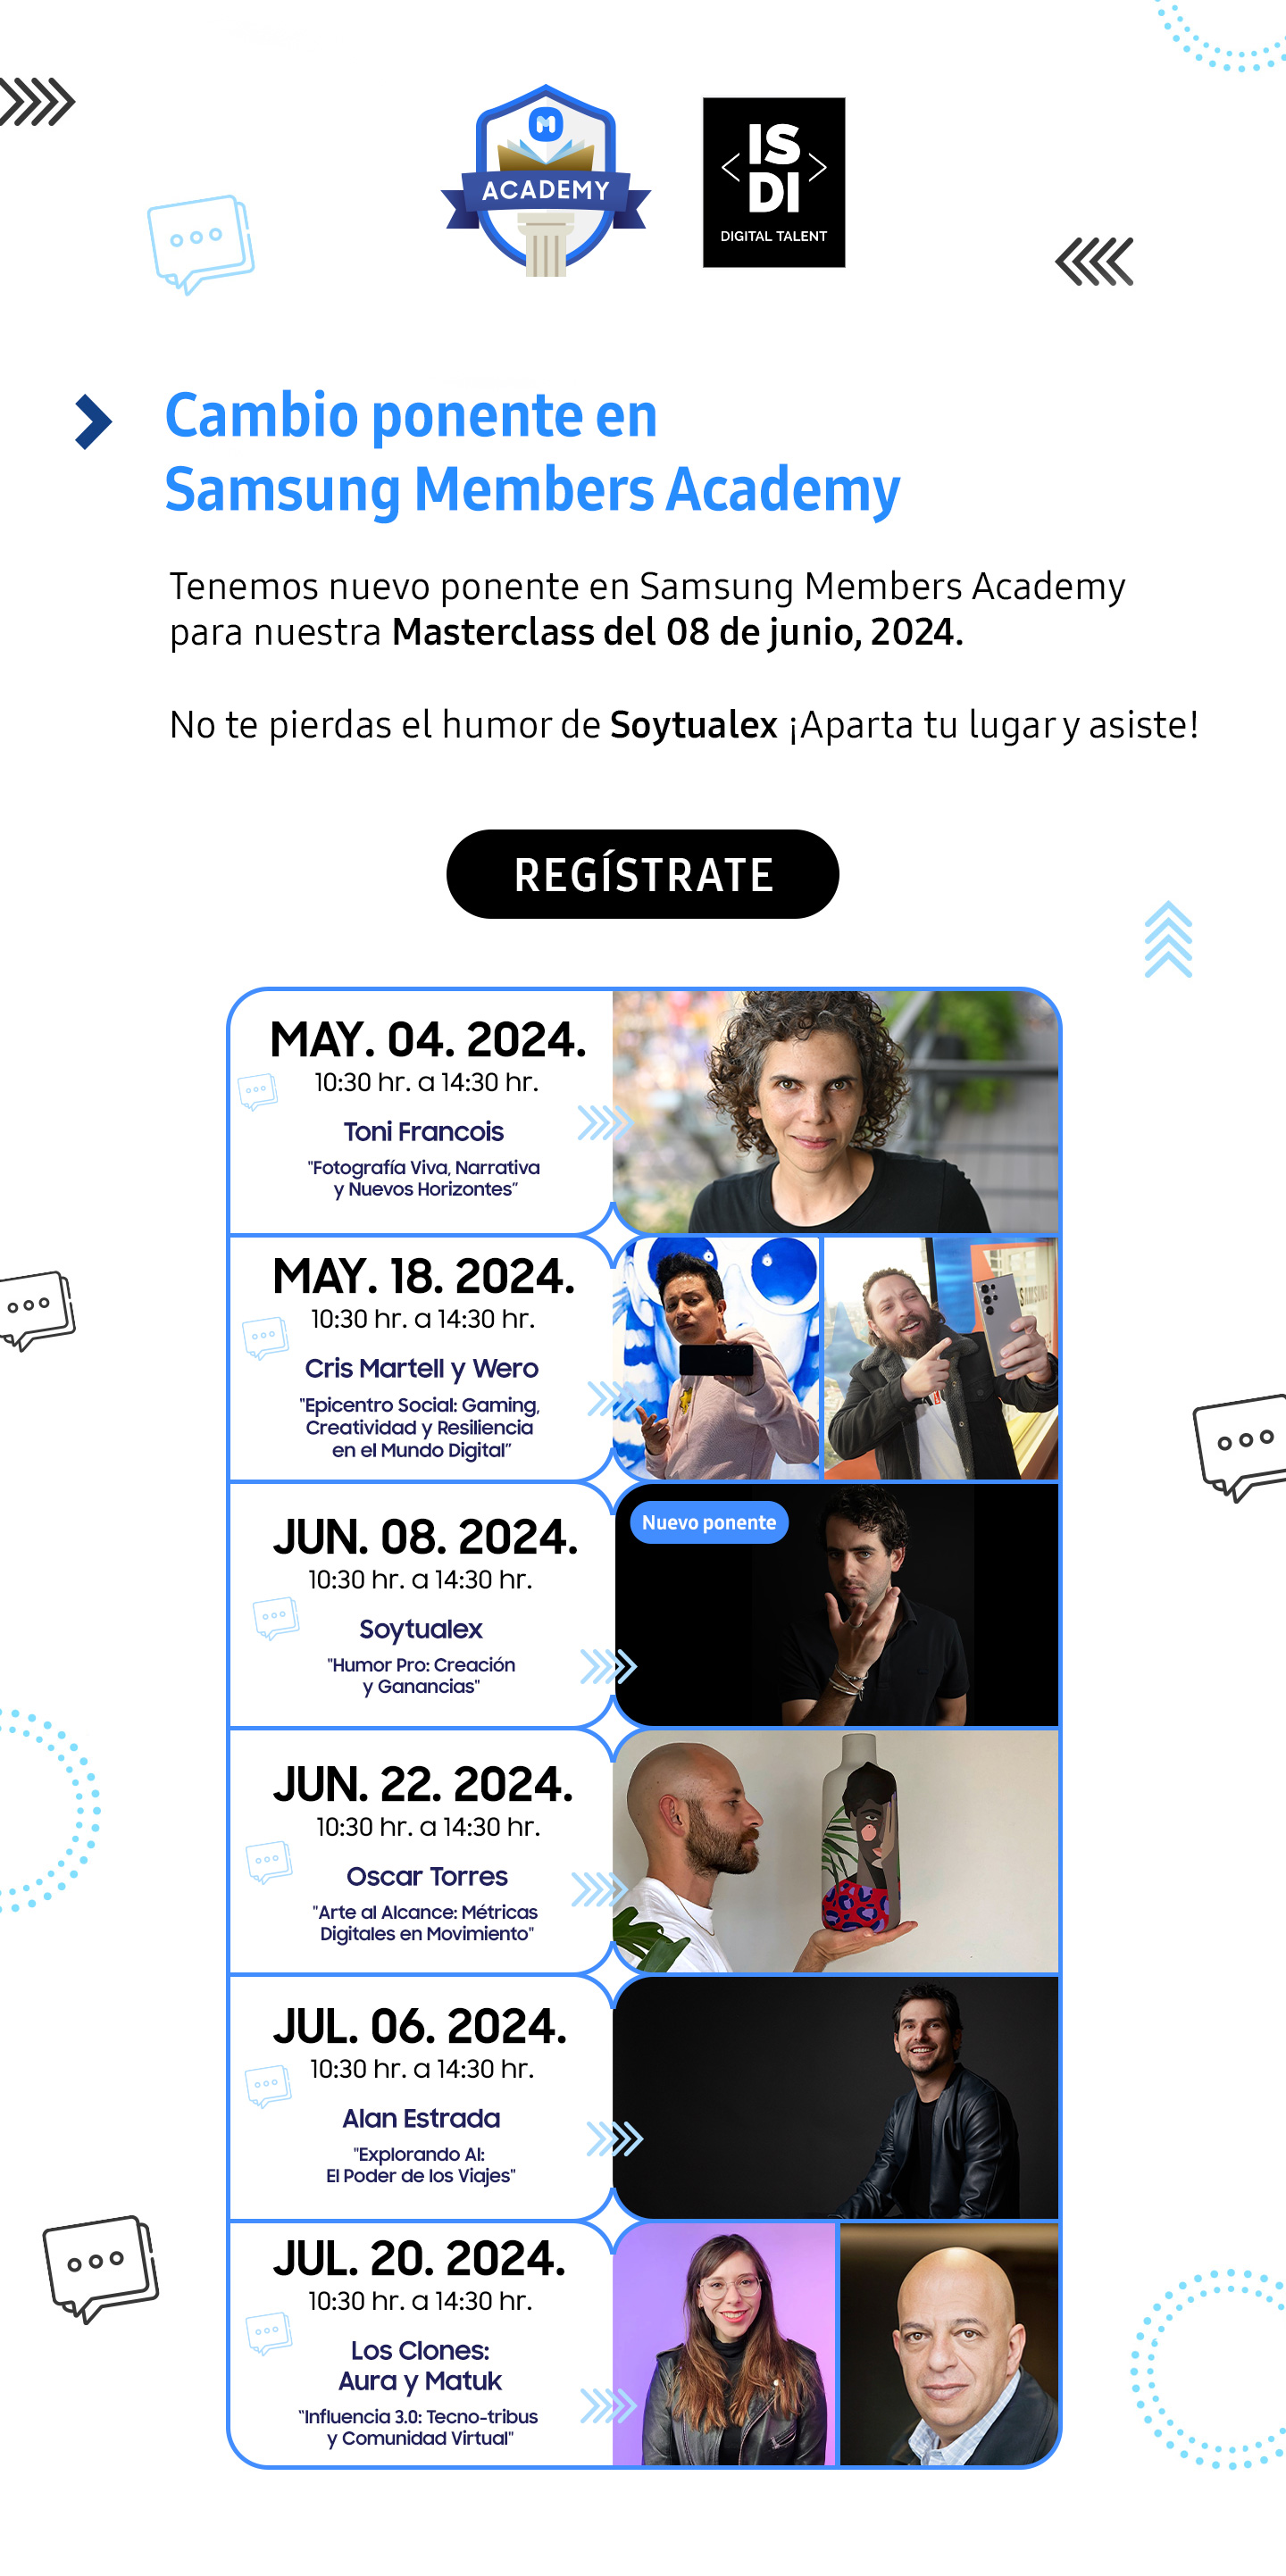 ACADEMY
IS
DI
DIGITAL TALENT
Cambio ponente en
Samsung Members Academy
Tenemos nuevo ponente en Samsung Members Academy
para nuestra Masterclass del 08 de junio, 2024.
No te pierdas el humor de Soytualex ¡Aparta tu lugar y asiste!
REGÍSTRATE
MAY. 04. 2024.
10:30 hr. a 14:30 hr.
Toni Francois
"Fotografía Viva, Narrativa
y Nuevos Horizontes"
MAY. 18. 2024.
10:30 hr. a 14:30 hr.
Cris Martell y Wero
"Epicentro Social: Gaming,
Creatividad y Resiliencia
en el Mundo Digital"
SAMSUNG
JUN. 08. 2024.
10:30 hr. a 14:30 hr.
Soytualex
"Humor Pro: Creación
y Ganancias"
Nuevo ponente
JUN. 22. 2024.
10:30 hr. a 14:30 hr.
Oscar Torres
"Arte al Alcance: Métricas
Digitales en Movimiento"
JUL. 06. 2024.
10:30 hr. a 14:30 hr.
Alan Estrada
"Explorando AI:
El Poder de los Viajes"
JUL. 20. 2024.
10:30 hr. a 14:30 hr.
Los Clones:
Aura y Matuk
"Influencia 3.0: Tecno-tribus
y Comunidad Virtual"